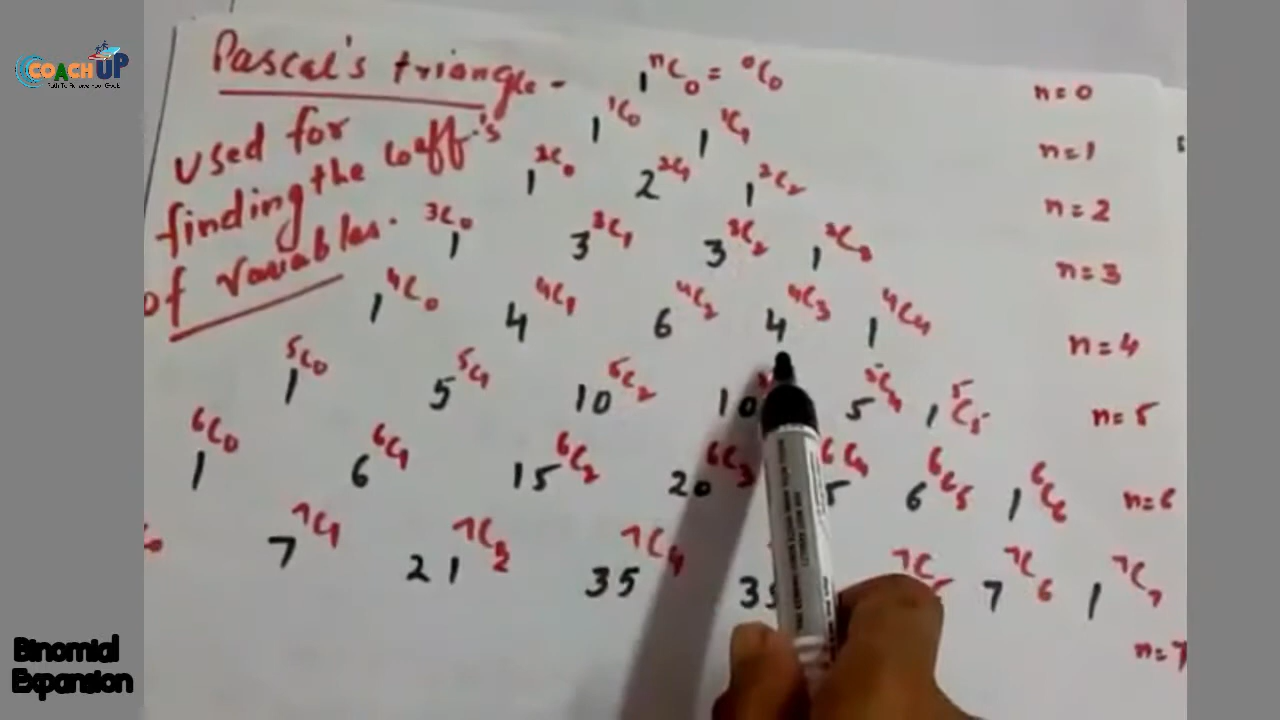 COACHUP
Pascal's triangle -
used for
finding the coeff.'s
of variables.
1 ⁿC₀ = ⁰C₀ n=0
1 ¹C₀ 1 ¹C₁ n=1
1 ²C₀ 2 ²C₁ 1 ²C₂ n=2
³C₀ 1 3 ³C₁ 3 ³C₂ 1 ³C₃ n=3
1 ⁴C₀ 4 ⁴C₁ 6 ⁴C₂ 4 ⁴C₃ 1 ⁴C₄ n=4
⁵C₀ 1 5 ⁵C₁ 10 ⁵C₂ 10 5 ⁵C₄ 1 ⁵C₅ n=5
⁶C₀ 1 6 ⁶C₁ 15 ⁶C₂ 20 ⁶C₃ 5 ⁶C₄ 6 ⁶C₅ 1 ⁶C₆ n=6
7 ⁷C₁ 21 ⁷C₂ 35 ⁷C₄ 35 7 ⁷C₆ 1 ⁷C₇
n=7
Binomial
Expansion